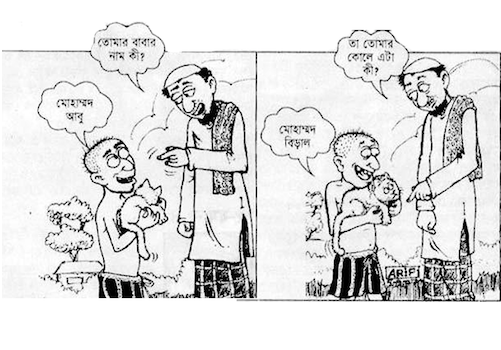 তোমার বাবার
নাম কী?
মোহাম্মদ
আবু
তা তোমার
কোলে এটা
কী?
মোহাম্মদ
বিড়াল
ARiF